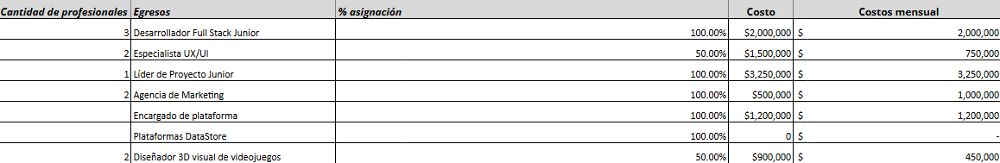 Cantidad de profesionales Egresos % asignación Costo Costos mensual
3 Desarrollador Full Stack Junior 100.00% $2,000,000 $ 2,000,000
2 Especialista UX/UI 50.00% $1,500,000 $ 750,000
1 Líder de Proyecto Junior 100.00% $3,250,000 $ 3,250,000
2 Agencia de Marketing 100.00% $500,000 $ 1,000,000
Encargado de plataforma 100.00% $1,200,000 $ 1,200,000
Plataformas DataStore 100.00% 0 $ -
2 Diseñador 3D visual de videojuegos 50.00% $900,000 $ 450,000